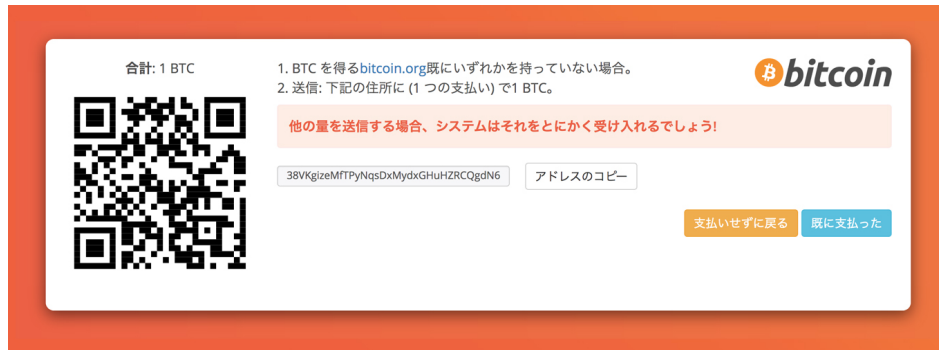 合計: 1 BTC
1. BTC を得るbitcoin.org既にいずれかを持っていない場合。
2. 送信: 下記の住所に (1 つの支払い) で1 BTC。
bitcoin
他の量を送信する場合、システムはそれをとにかく受け入れるでしょう!
38VKgizeMfTPyNqsDxMydxGHuHZRCQgdN6
アドレスのコピー
支払いせずに戻る
既に支払った